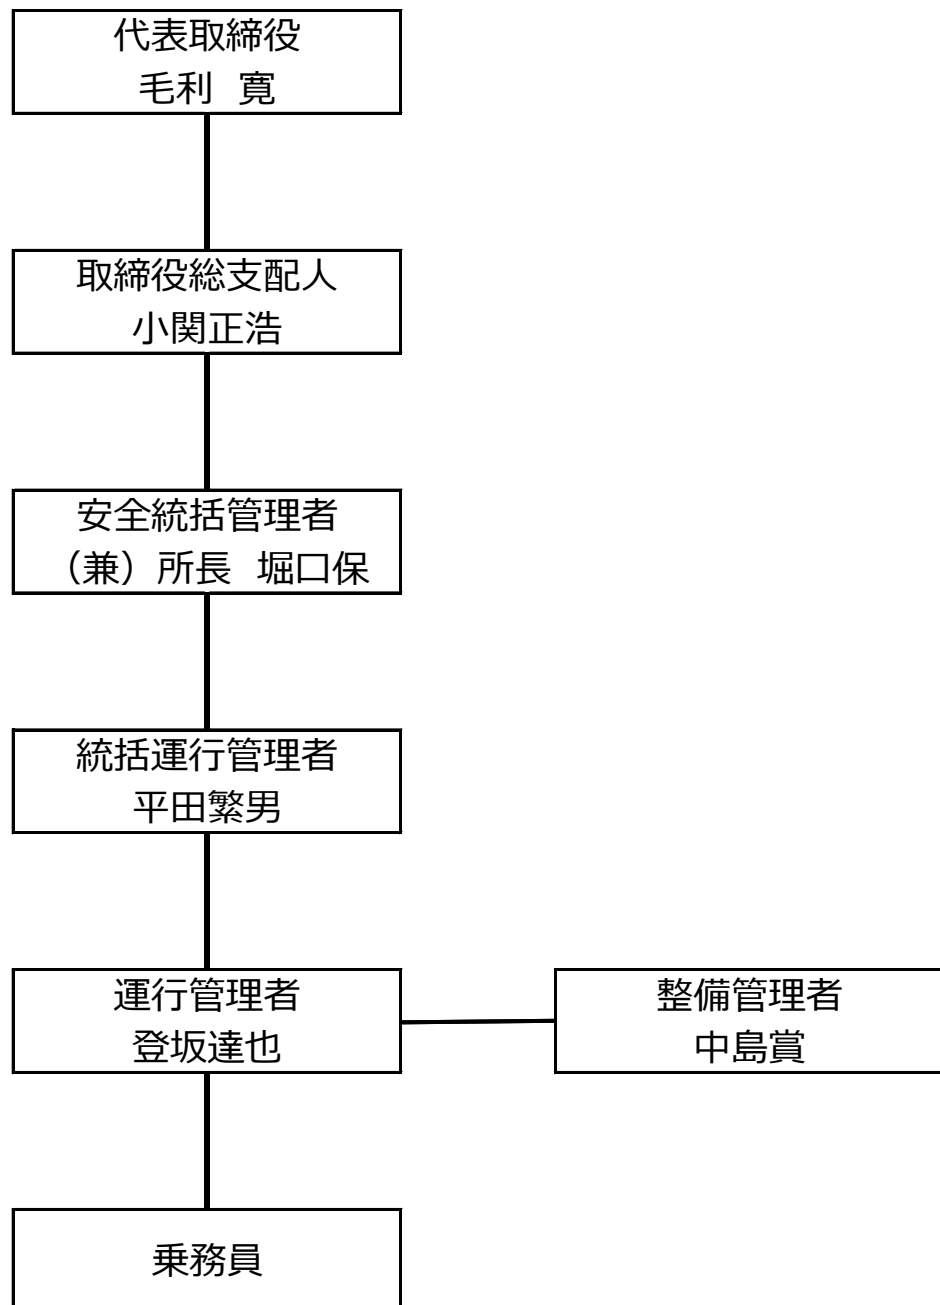 代表取締役
毛利 寛
取締役総支配人
小関正浩
安全統括管理者
（兼）所長 堀口保
統括運行管理者
平田繁男
運行管理者
登坂達也
整備管理者
中島賞
乗務員